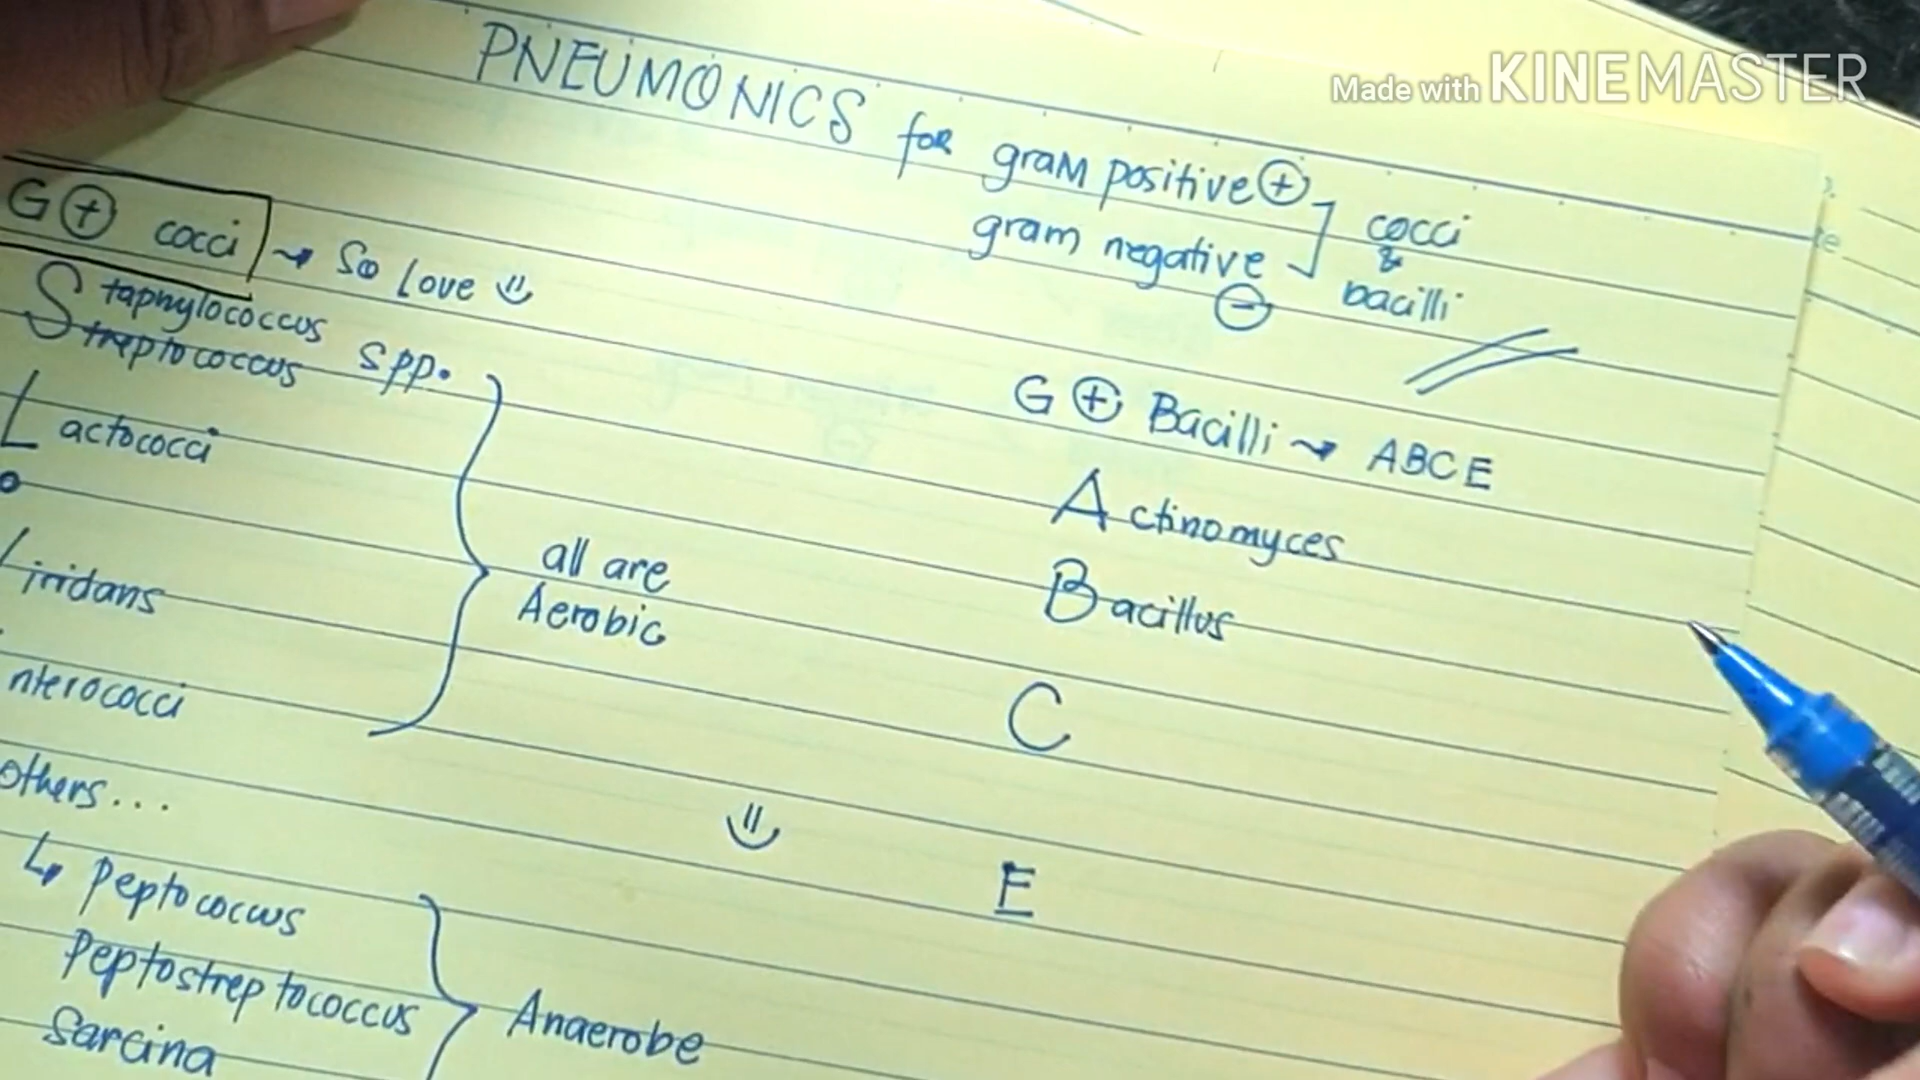 Made with KINEMASTER
PNEUMONICS for gram positive ⊕
gram negative ⊖
cocci
&
bacilli
G ⊕ cocci → So Love
Staphylococcus
Streptococcus spp.
Lactococci
o
Viridans
nterococci
all are
Aerobic
others...
↳ Peptococcus
Peptostreptococcus
Sarcina
Anaerobe
G ⊕ Bacilli → ABCE
Actinomyces
Bacillus
C
E